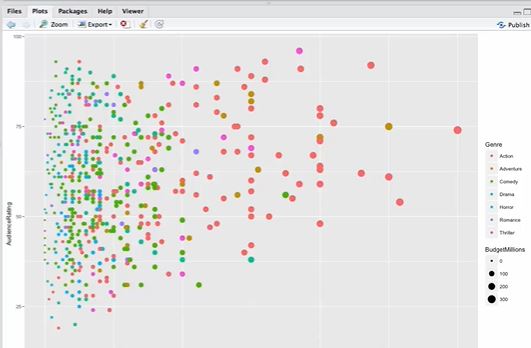 Files Plots Packages Help Viewer
Zoom Export Publish
100
75
50
25
AudienceRating
Genre
Action
Adventure
Comedy
Drama
Horror
Romance
Thriller
BudgetMillions
0
100
200
300